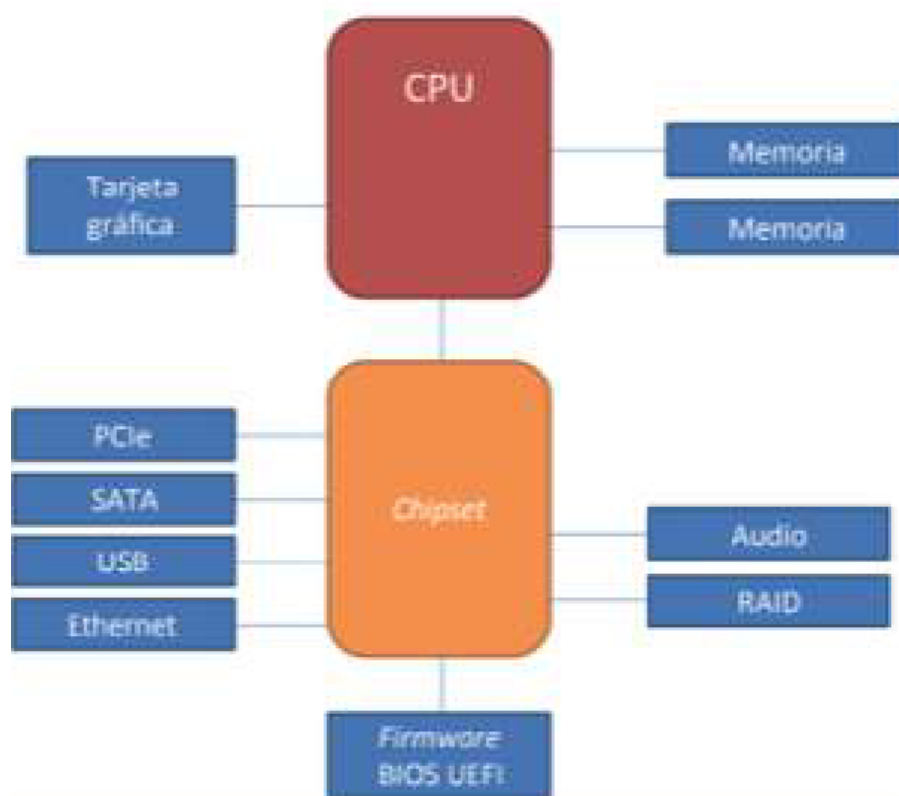 CPU
Tarjeta
gráfica
Memoria
Memoria
PCIe
SATA
USB
Ethernet
Chipset
Audio
RAID
Firmware
BIOS UEFI